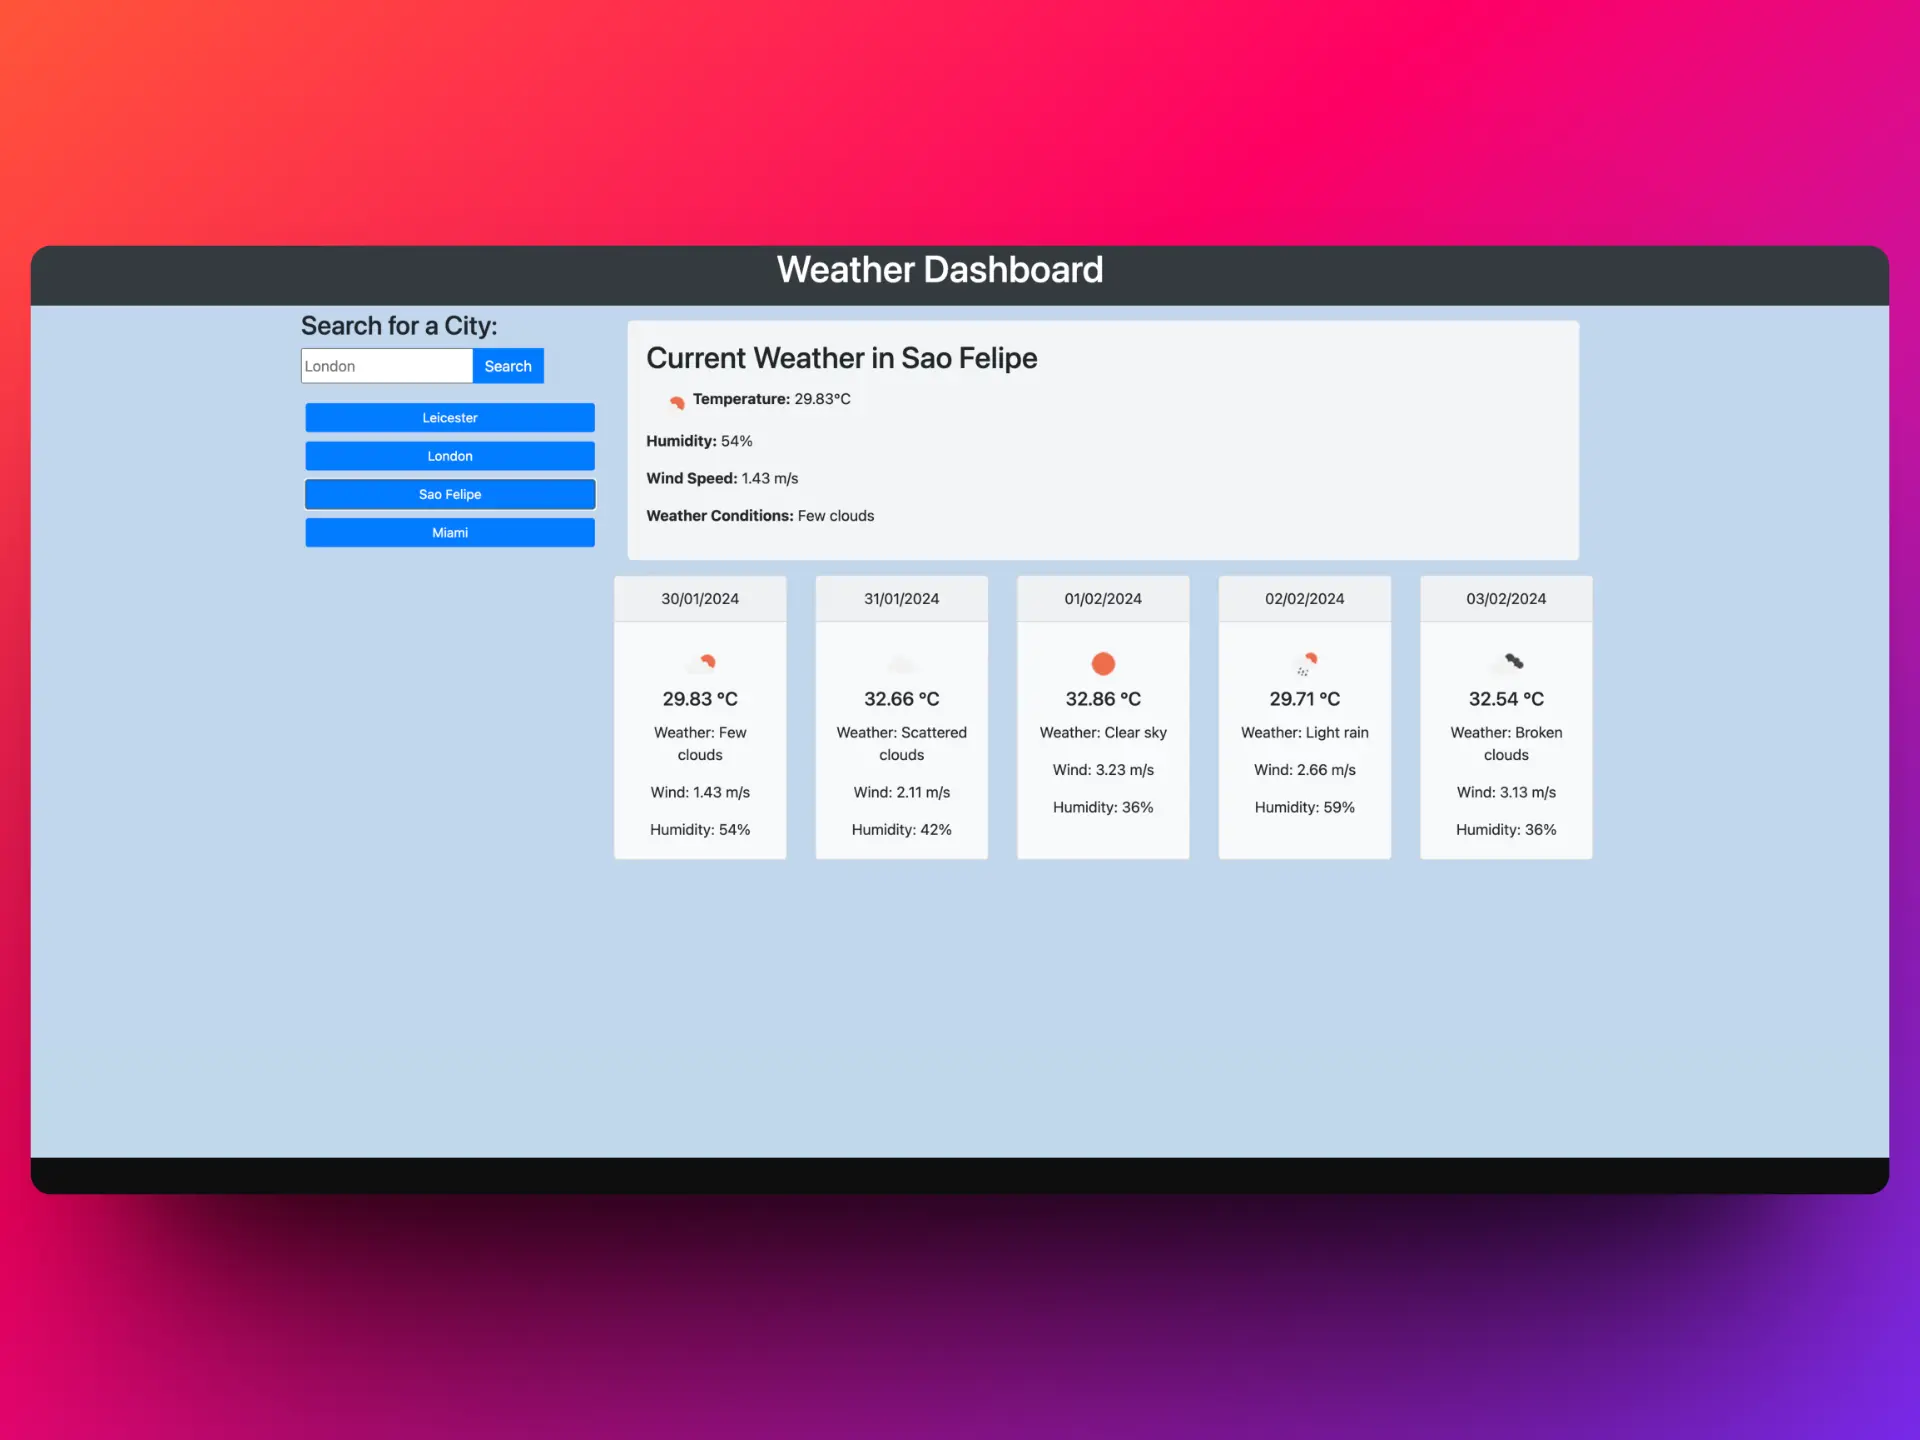 Weather Dashboard
Search for a City:
London
Search
Leicester
London
Sao Felipe
Miami
Current Weather in Sao Felipe
Temperature: 29.83°C
Humidity: 54%
Wind Speed: 1.43 m/s
Weather Conditions: Few clouds
30/01/2024
29.83 °C
Weather: Few
clouds
Wind: 1.43 m/s
Humidity: 54%
31/01/2024
32.66 °C
Weather: Scattered
clouds
Wind: 2.11 m/s
Humidity: 42%
01/02/2024
32.86 °C
Weather: Clear sky
Wind: 3.23 m/s
Humidity: 36%
02/02/2024
29.71 °C
Weather: Light rain
Wind: 2.66 m/s
Humidity: 59%
03/02/2024
32.54 °C
Weather: Broken
clouds
Wind: 3.13 m/s
Humidity: 36%